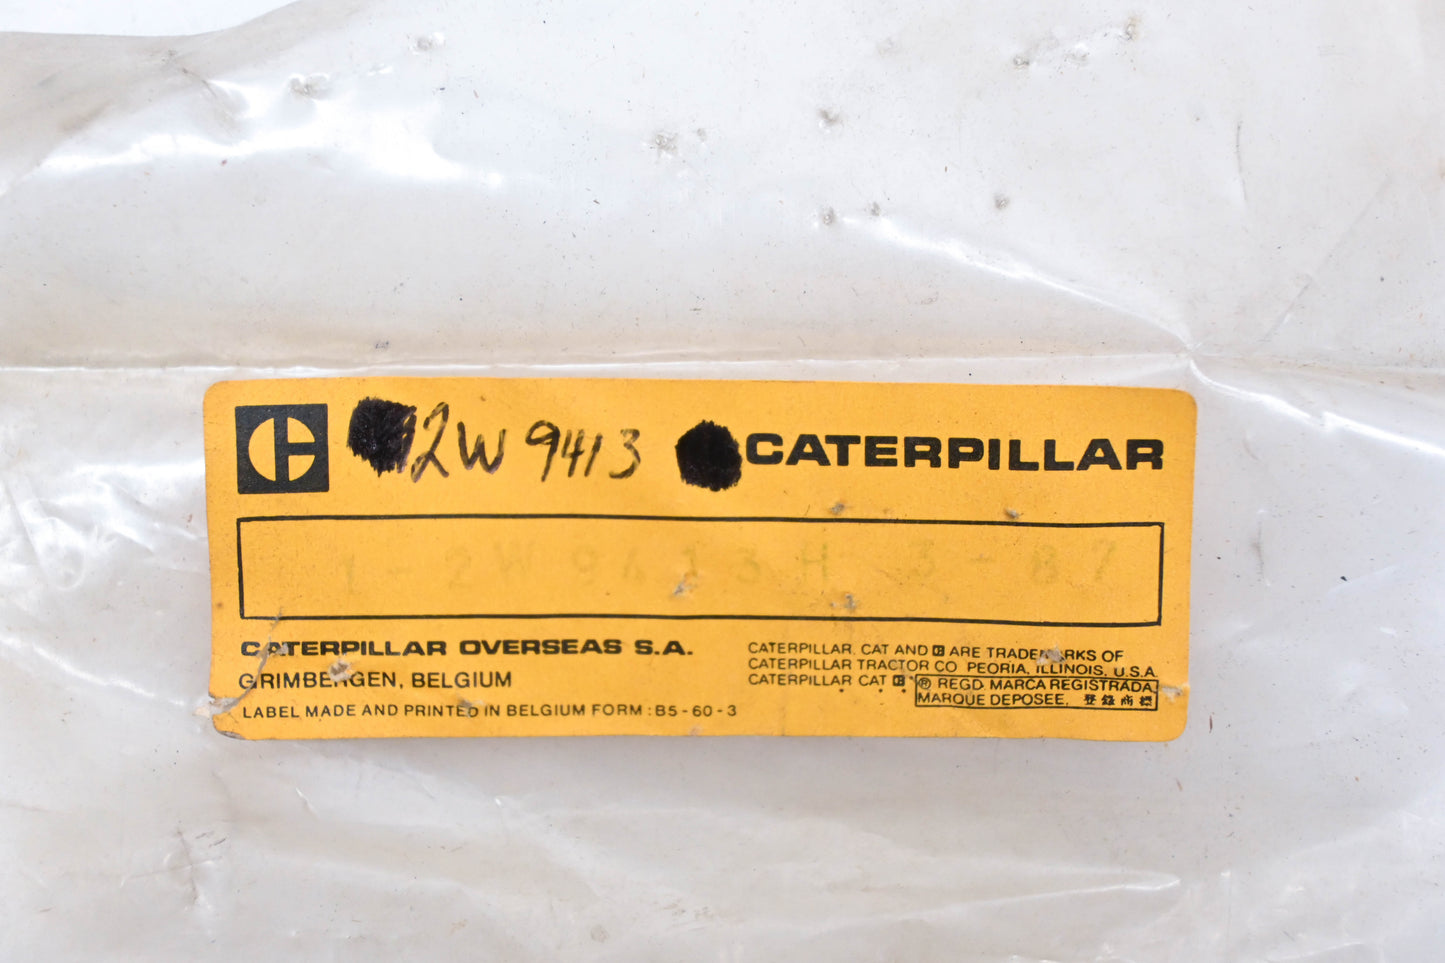 2W 9413
CATERPILLAR
1-2W9413H 3-87
CATERPILLAR OVERSEAS S.A.
GRIMBERGEN, BELGIUM
LABEL MADE AND PRINTED IN BELGIUM FORM : B5-60-3
CATERPILLAR, CAT AND C ARE TRADEMARKS OF
CATERPILLAR TRACTOR CO. PEORIA, ILLINOIS, U.S.A.
CATERPILLAR CAT C
® REGD. MARCA REGISTRADA
MARQUE DEPOSEE. 登録商標